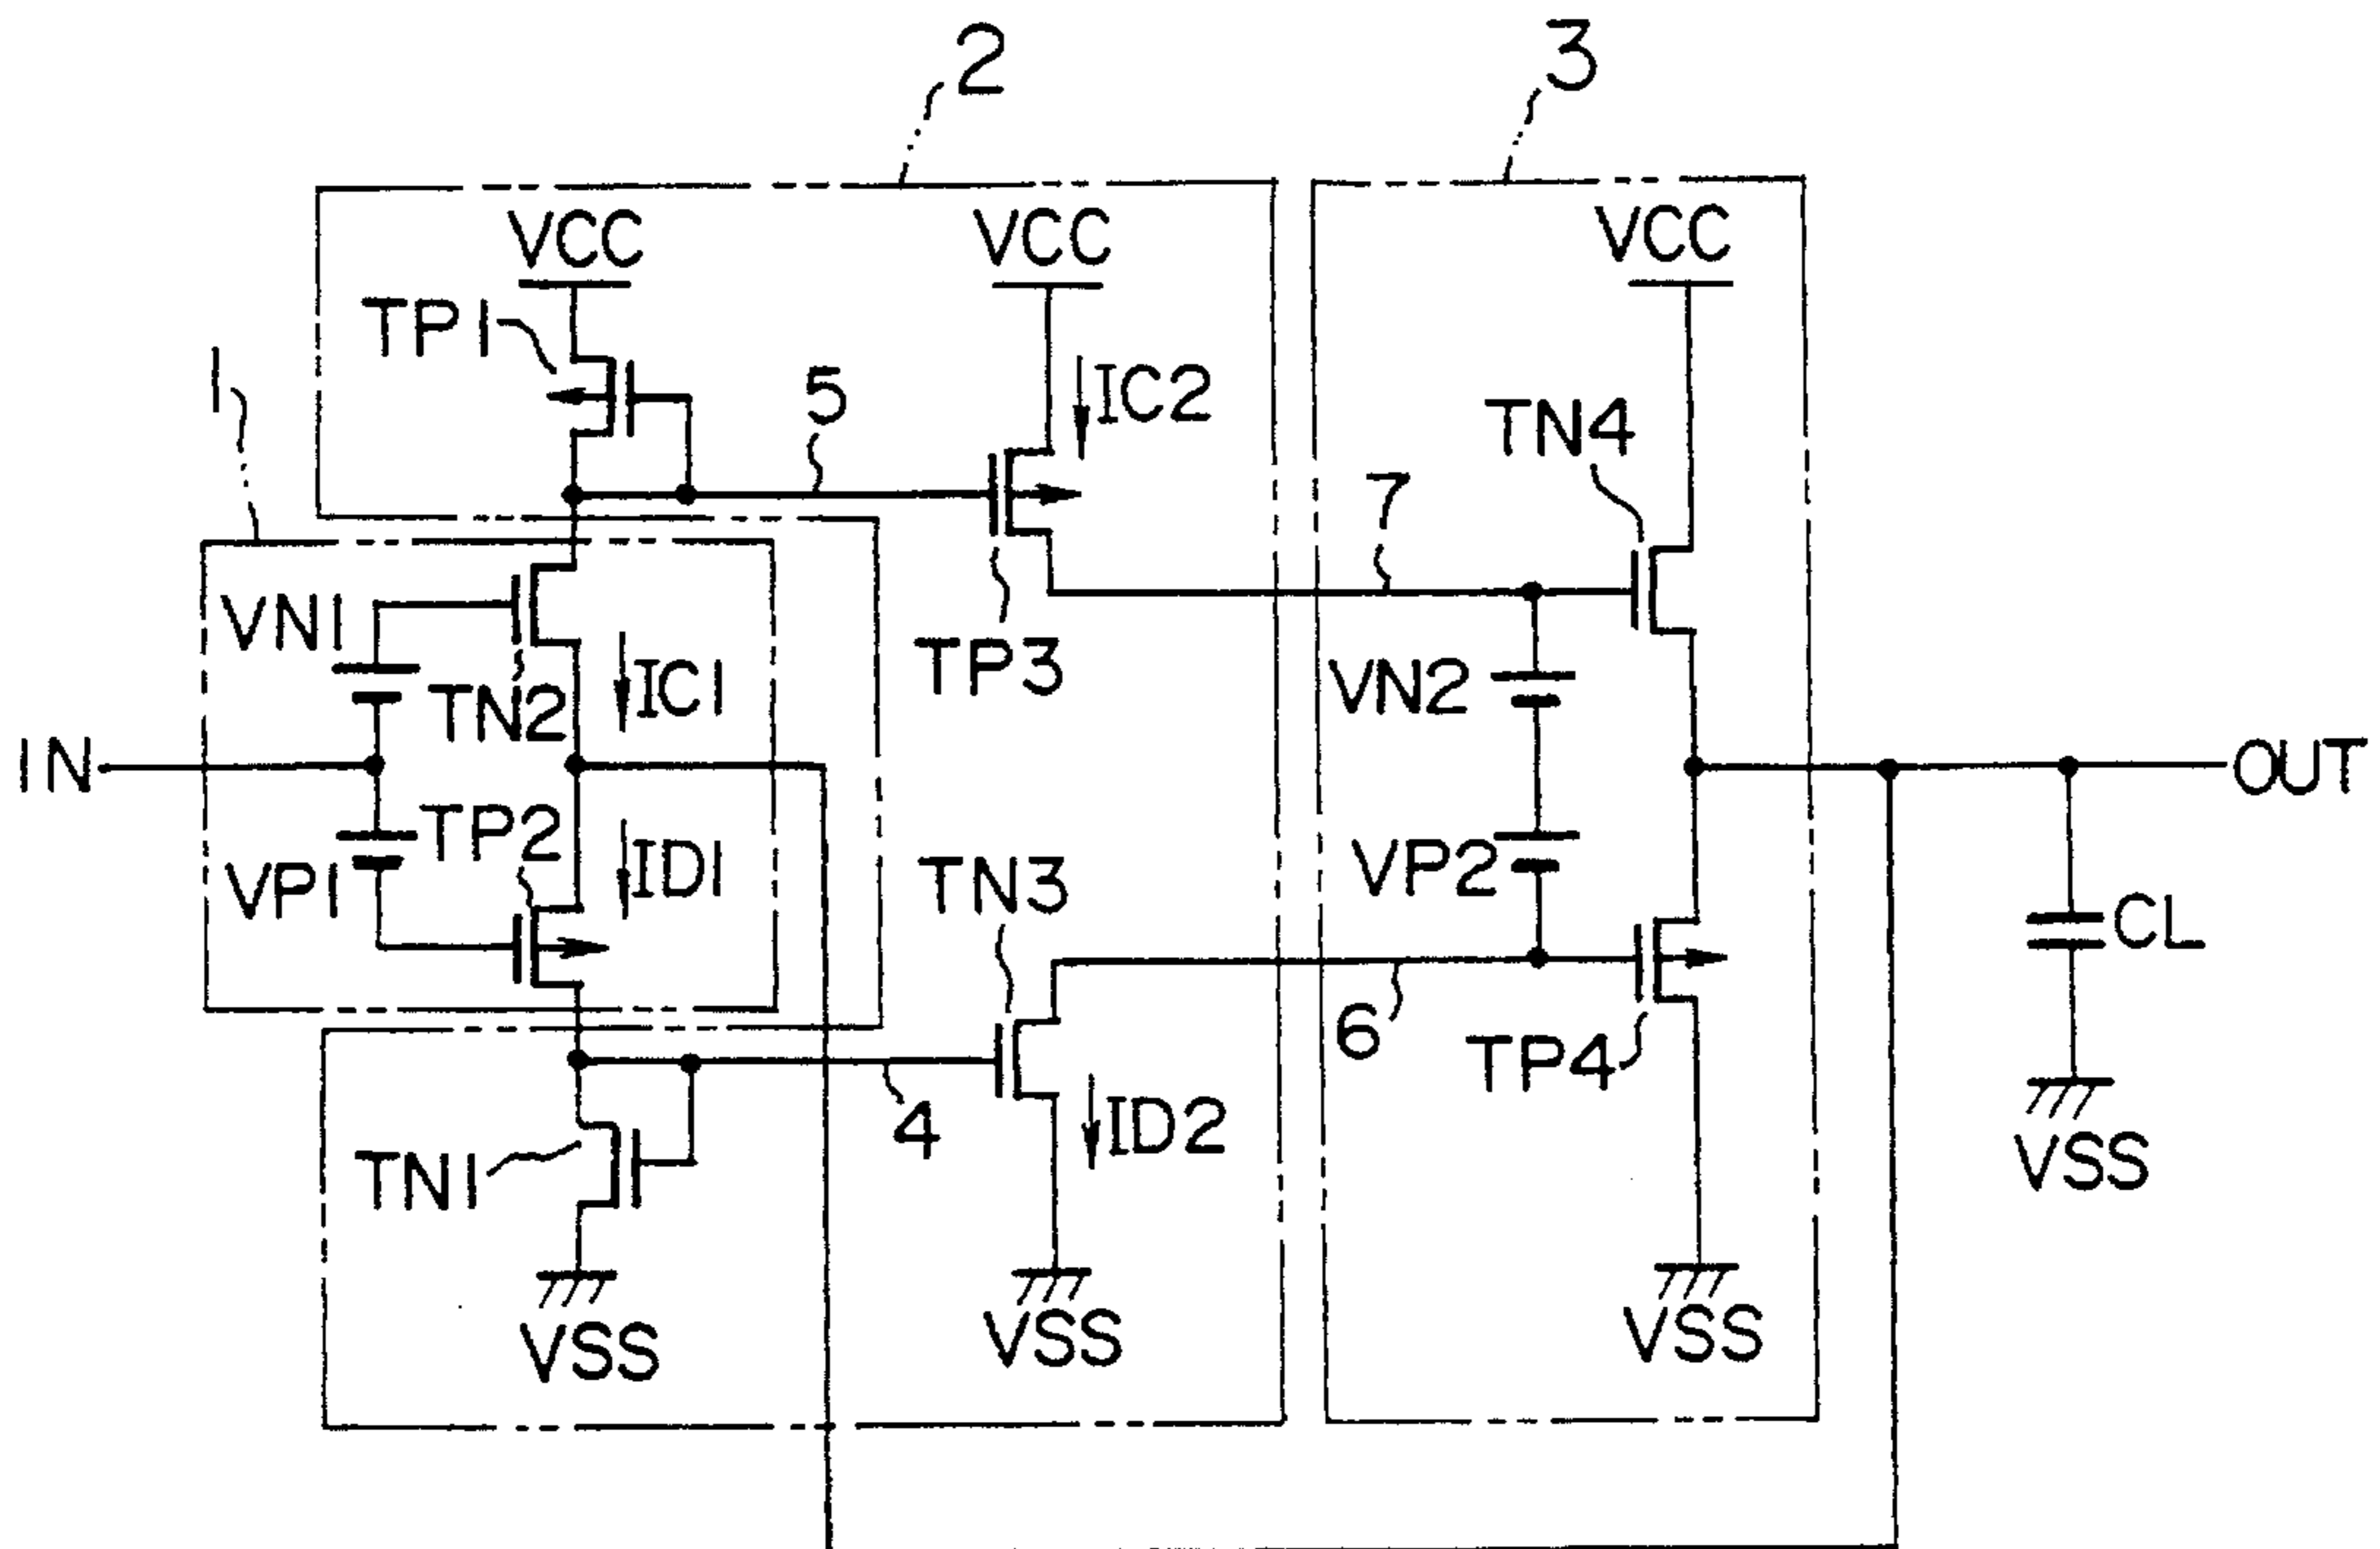 2
3
VCC
VCC
VCC
TP1
1
5
IC2
TN4
7
VN1
TN2
IC1
TP3
VN2
IN
OUT
TP2
VP1
ID1
TN3
VP2
CL
6
TP4
4
TN1
ID2
VSS
VSS
VSS
VSS